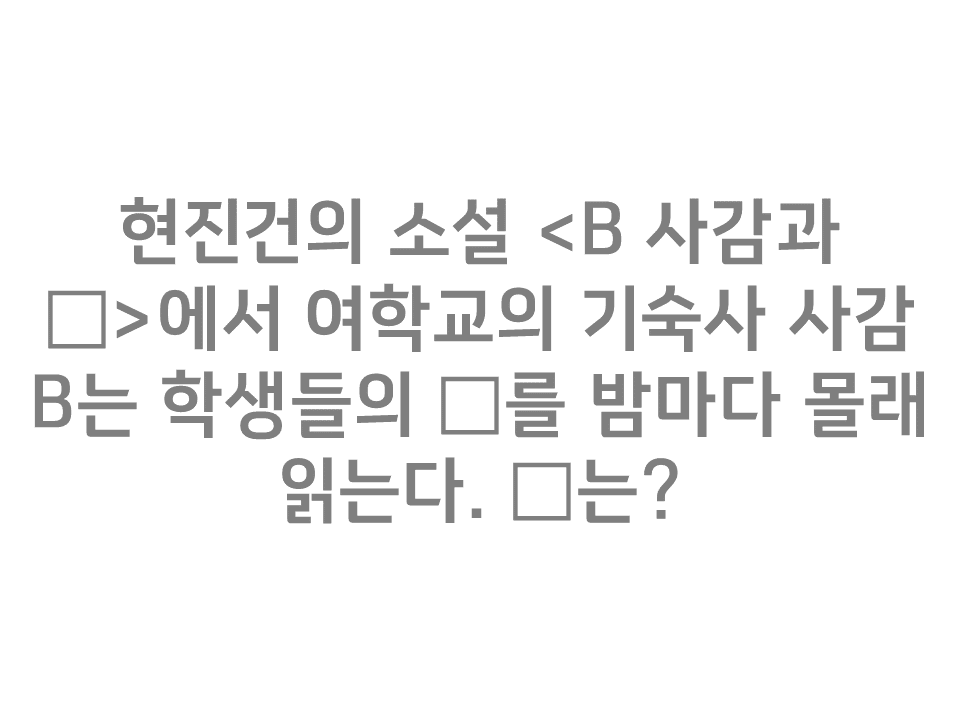 현진건의 소설 <B 사감과
□>에서 여학교의 기숙사 사감
B는 학생들의 □를 밤마다 몰래
읽는다. □는?